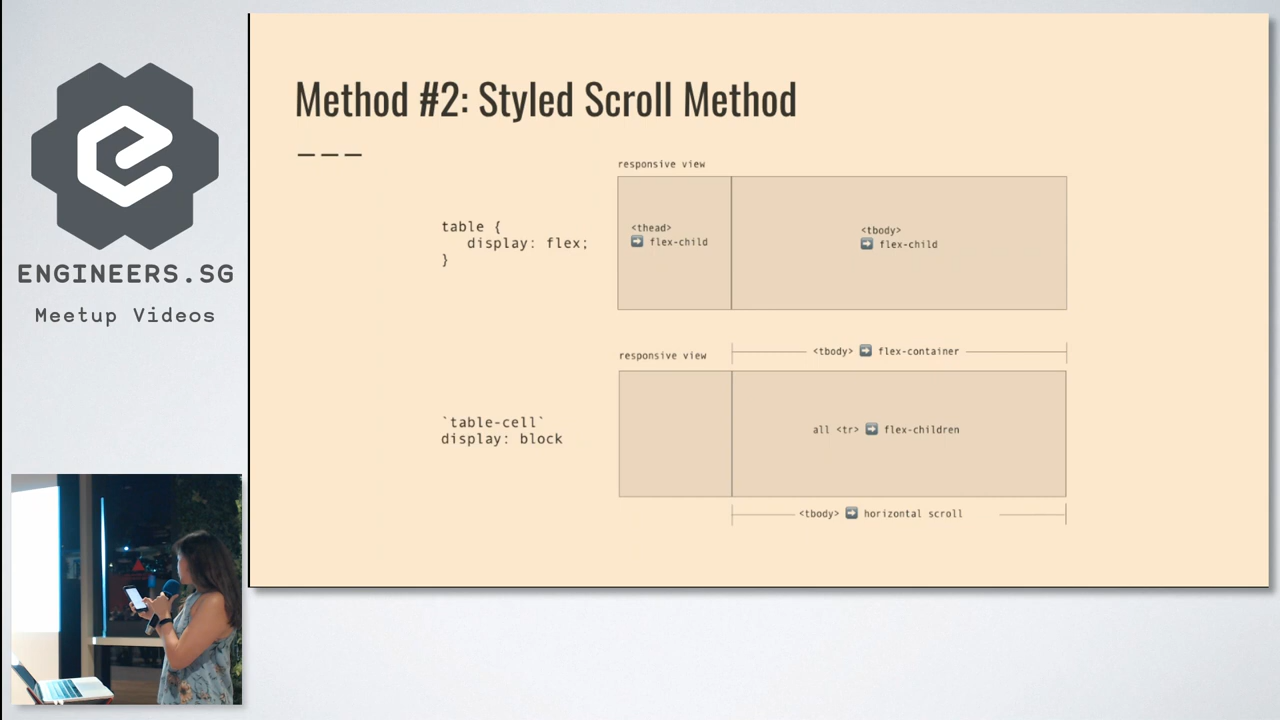 ENGINEERS.SG
Meetup Videos
Method #2: Styled Scroll Method
responsive view
table {
display: flex;
}
<thead>
➡ flex-child
<tbody>
➡ flex-child
responsive view
<tbody> ➡ flex-container
`table-cell`
display: block
all <tr> ➡ flex-children
<tbody> ➡ horizontal scroll